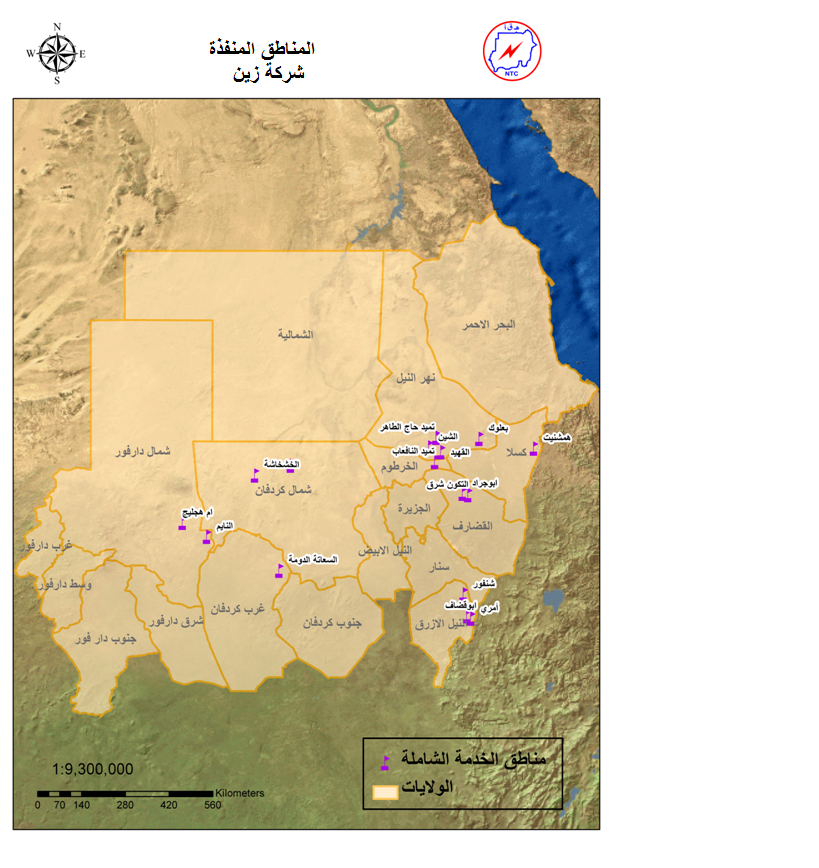 N
W
E
S
المناطق المنفذة
شركة زين
ه.ق.أ
NTC
البحر الاحمر
الشمالية
نهر النيل
تميد حاج الطاهر
الشين
بعلوك
همشنيت
كسلا
تميد النافعاب
القهيد
الخرطوم
شمال دارفور
الخشخاشة
شمال كردفان
ابوجراد
التكون شرق
الجزيرة
القضارف
ام هجليج
النايم
غرب دارفور
النيل الابيض
السعاتة الدومة
سنار
وسط دارفور
شنفور
ابوقضاف
أمري
النيل الازرق
غرب كردفان
شرق دارفور
جنوب كردفان
جنوب دار فور
مناطق الخدمة الشاملة
الولايات
1:9,300,000
Kilometers
0 70 140 280 420 560